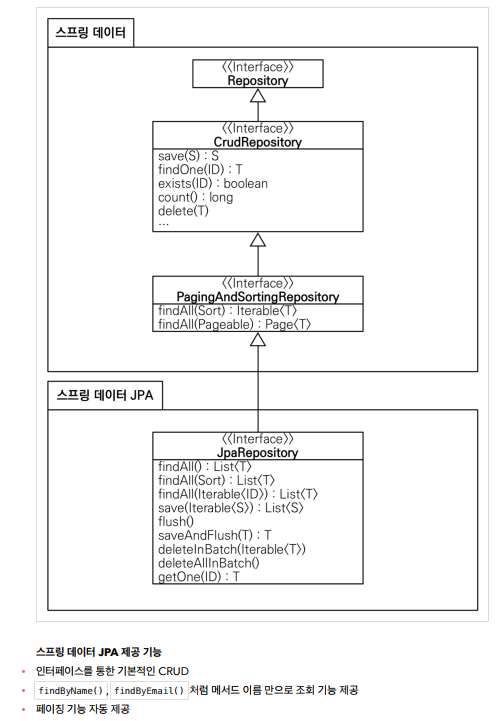 스프링 데이터
《Interface》
Repository
《Interface》
CrudRepository
save(S) : S
findOne(ID) : T
exists(ID) : boolean
count() : long
delete(T)
…
《Interface》
PagingAndSortingRepository
findAll(Sort) : Iterable〈T〉
findAll(Pageable) : Page〈T〉
스프링 데이터 JPA
《Interface》
JpaRepository
findAll() : List〈T〉
findAll(Sort) : List〈T〉
findAll(Iterable〈ID〉) : List〈T〉
save(Iterable〈S〉) : List〈S〉
flush()
saveAndFlush(T) : T
deleteInBatch(Iterable〈T〉)
deleteAllInBatch()
getOne(ID) : T
스프링 데이터 JPA 제공 기능
• 인터페이스를 통한 기본적인 CRUD
• findByName() , findByEmail() 처럼 메서드 이름 만으로 조회 기능 제공
• 페이징 기능 자동 제공